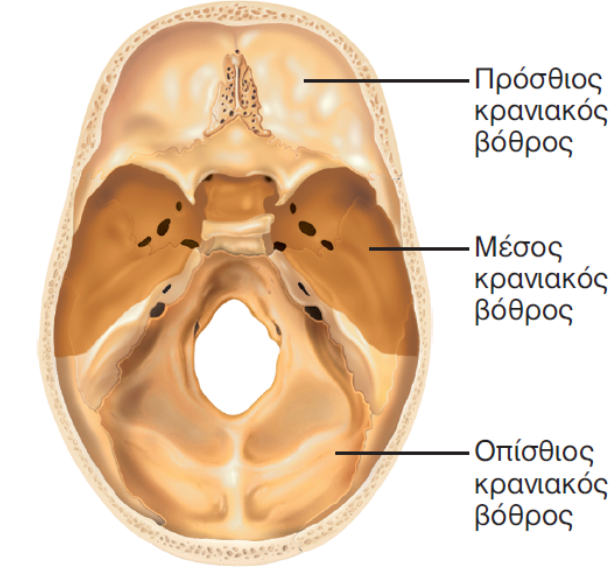 Πρόσθιος
κρανιακός
βόθρος
Μέσος
κρανιακός
βόθρος
Οπίσθιος
κρανιακός
βόθρος